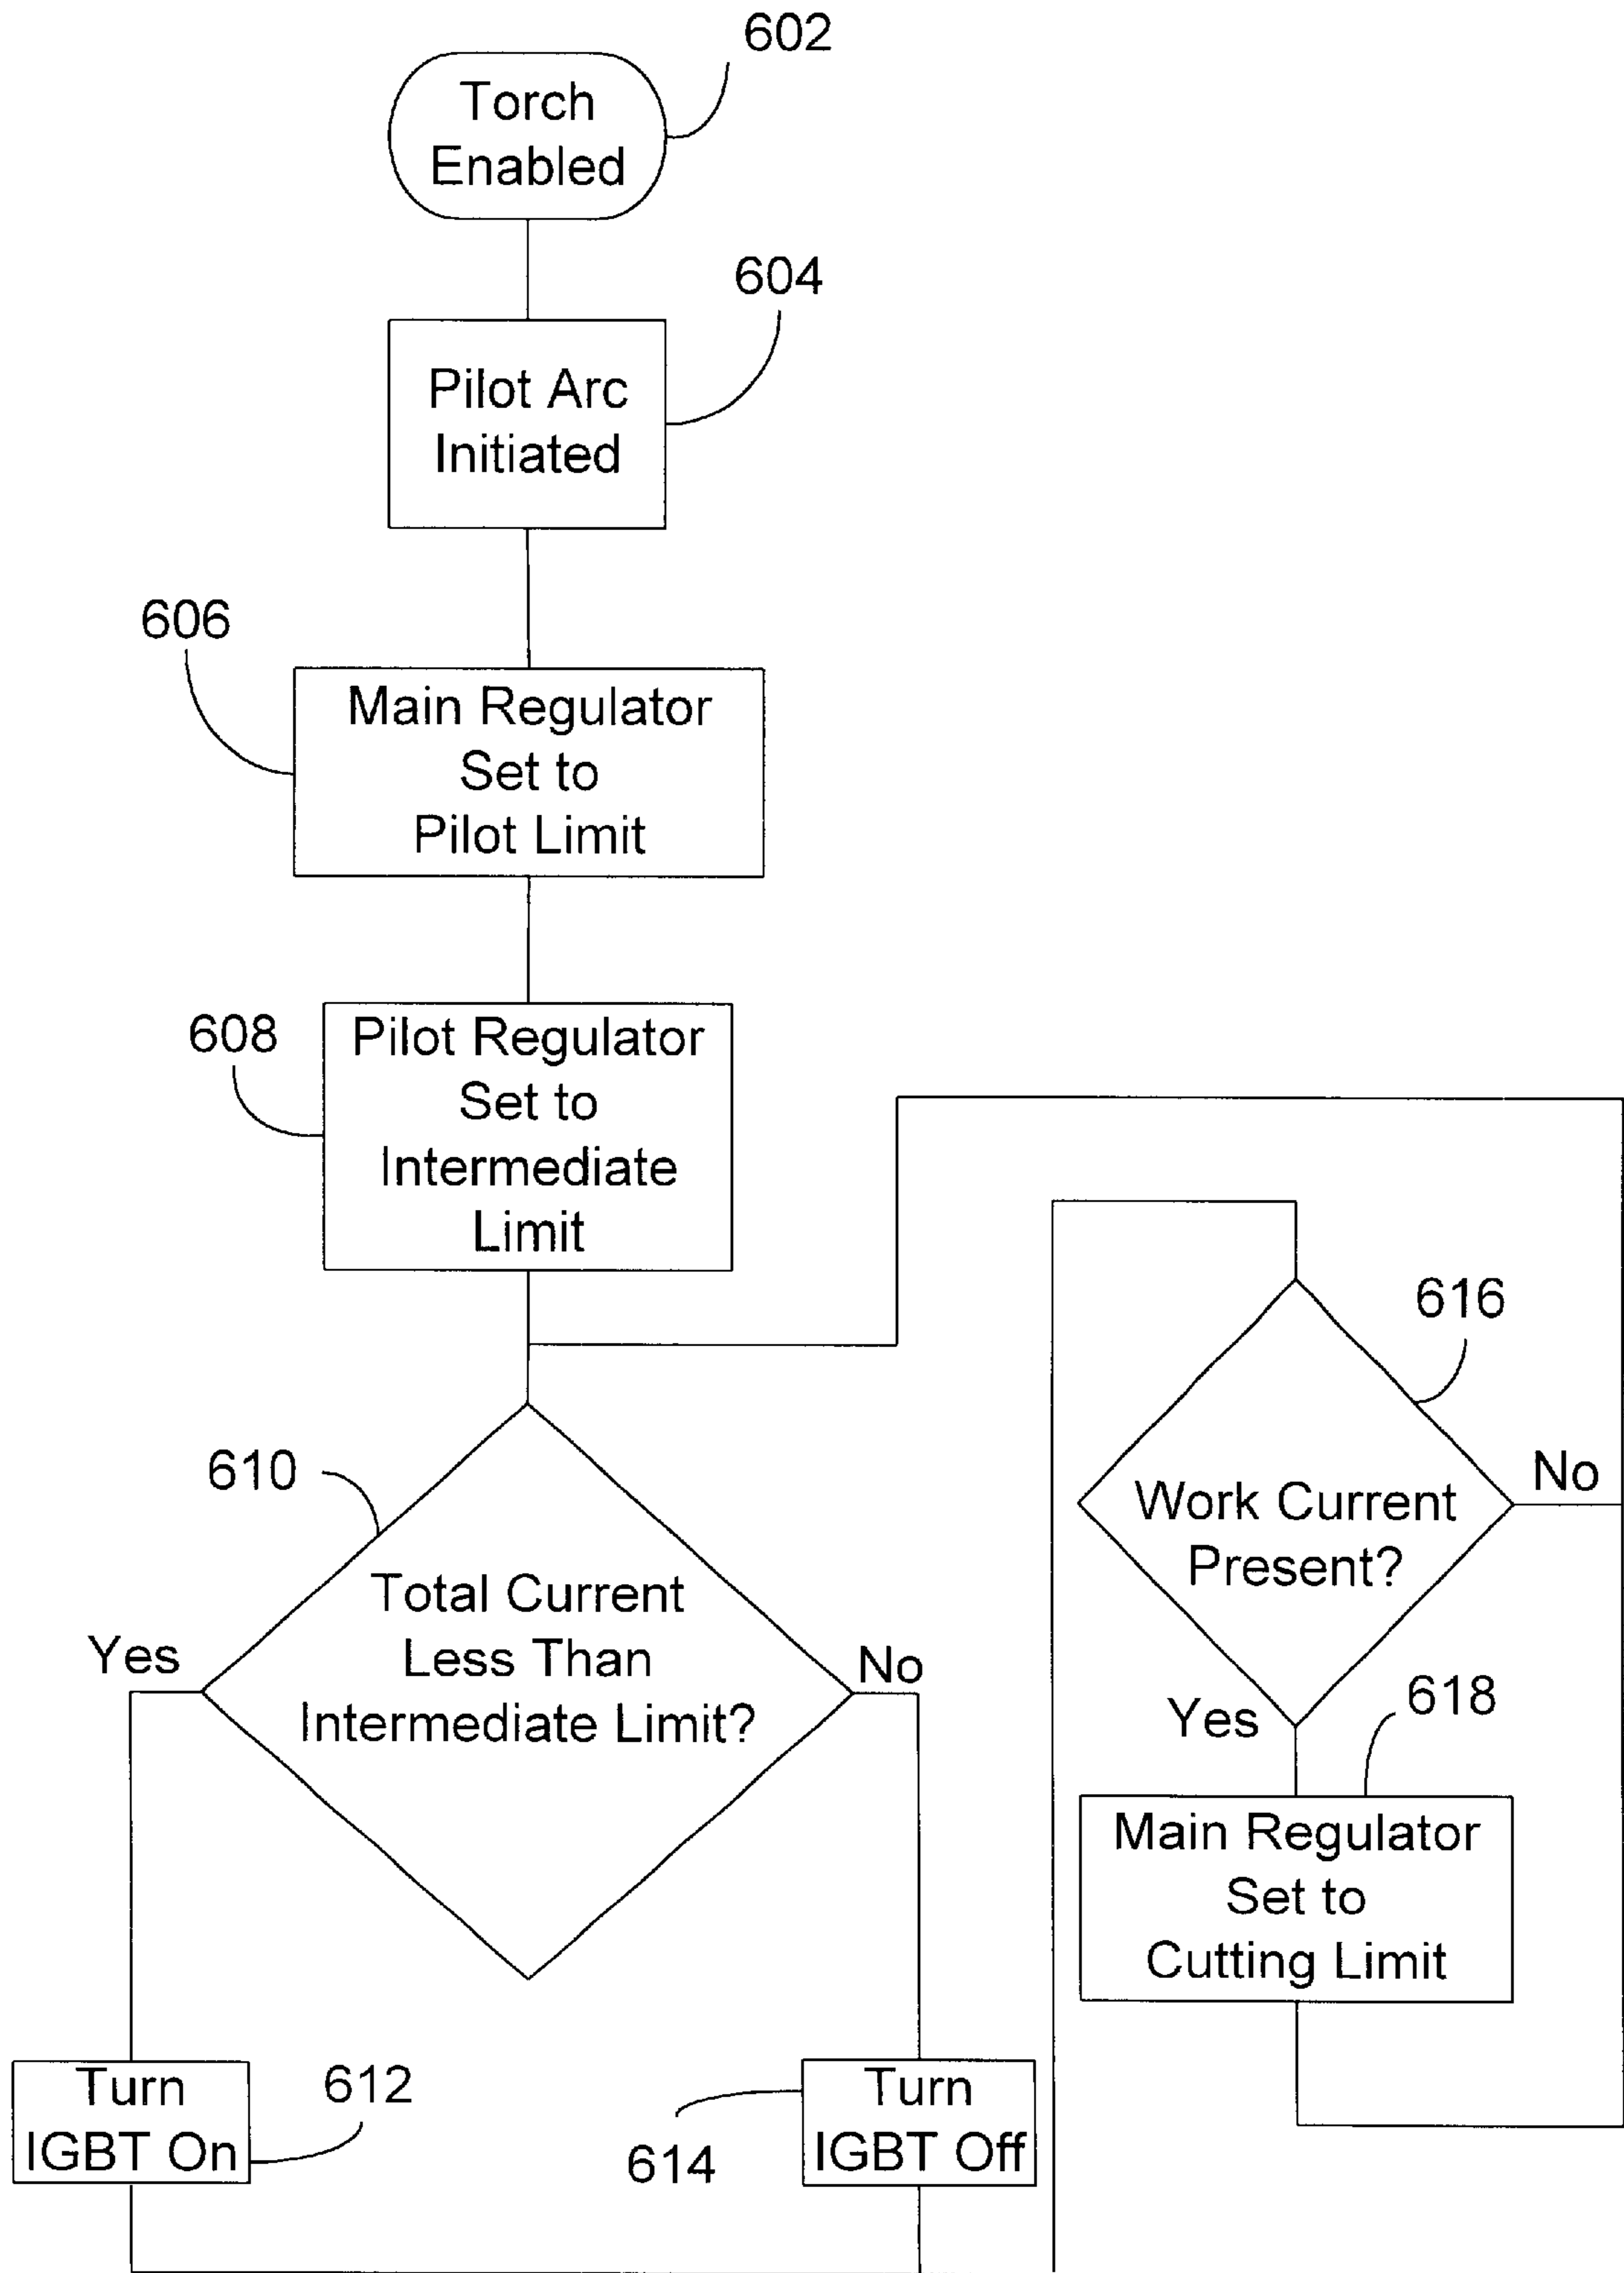 602
Torch
Enabled
604
Pilot Arc
Initiated
606
Main Regulator
Set to
Pilot Limit
608
Pilot Regulator
Set to
Intermediate
Limit
610
Total Current
Less Than
Intermediate Limit?
Yes
No
Turn
IGBT On
612
614
Turn
IGBT Off
616
Work Current
Present?
No
Yes
618
Main Regulator
Set to
Cutting Limit